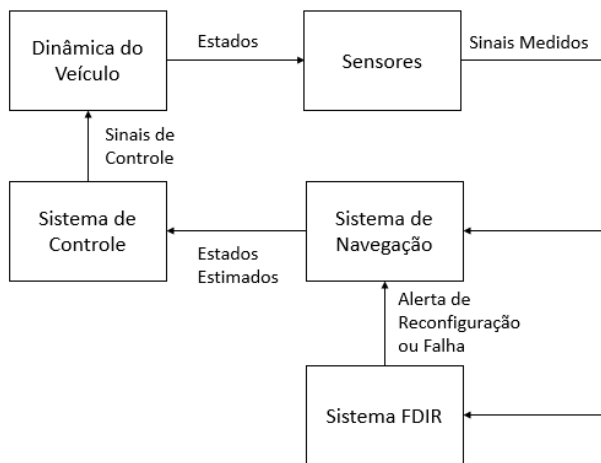 Dinâmica do
Veículo
Estados
Sensores
Sinais Medidos
Sinais de
Controle
Sistema de
Controle
Estados
Estimados
Sistema de
Navegação
Alerta de
Reconfiguração
ou Falha
Sistema FDIR